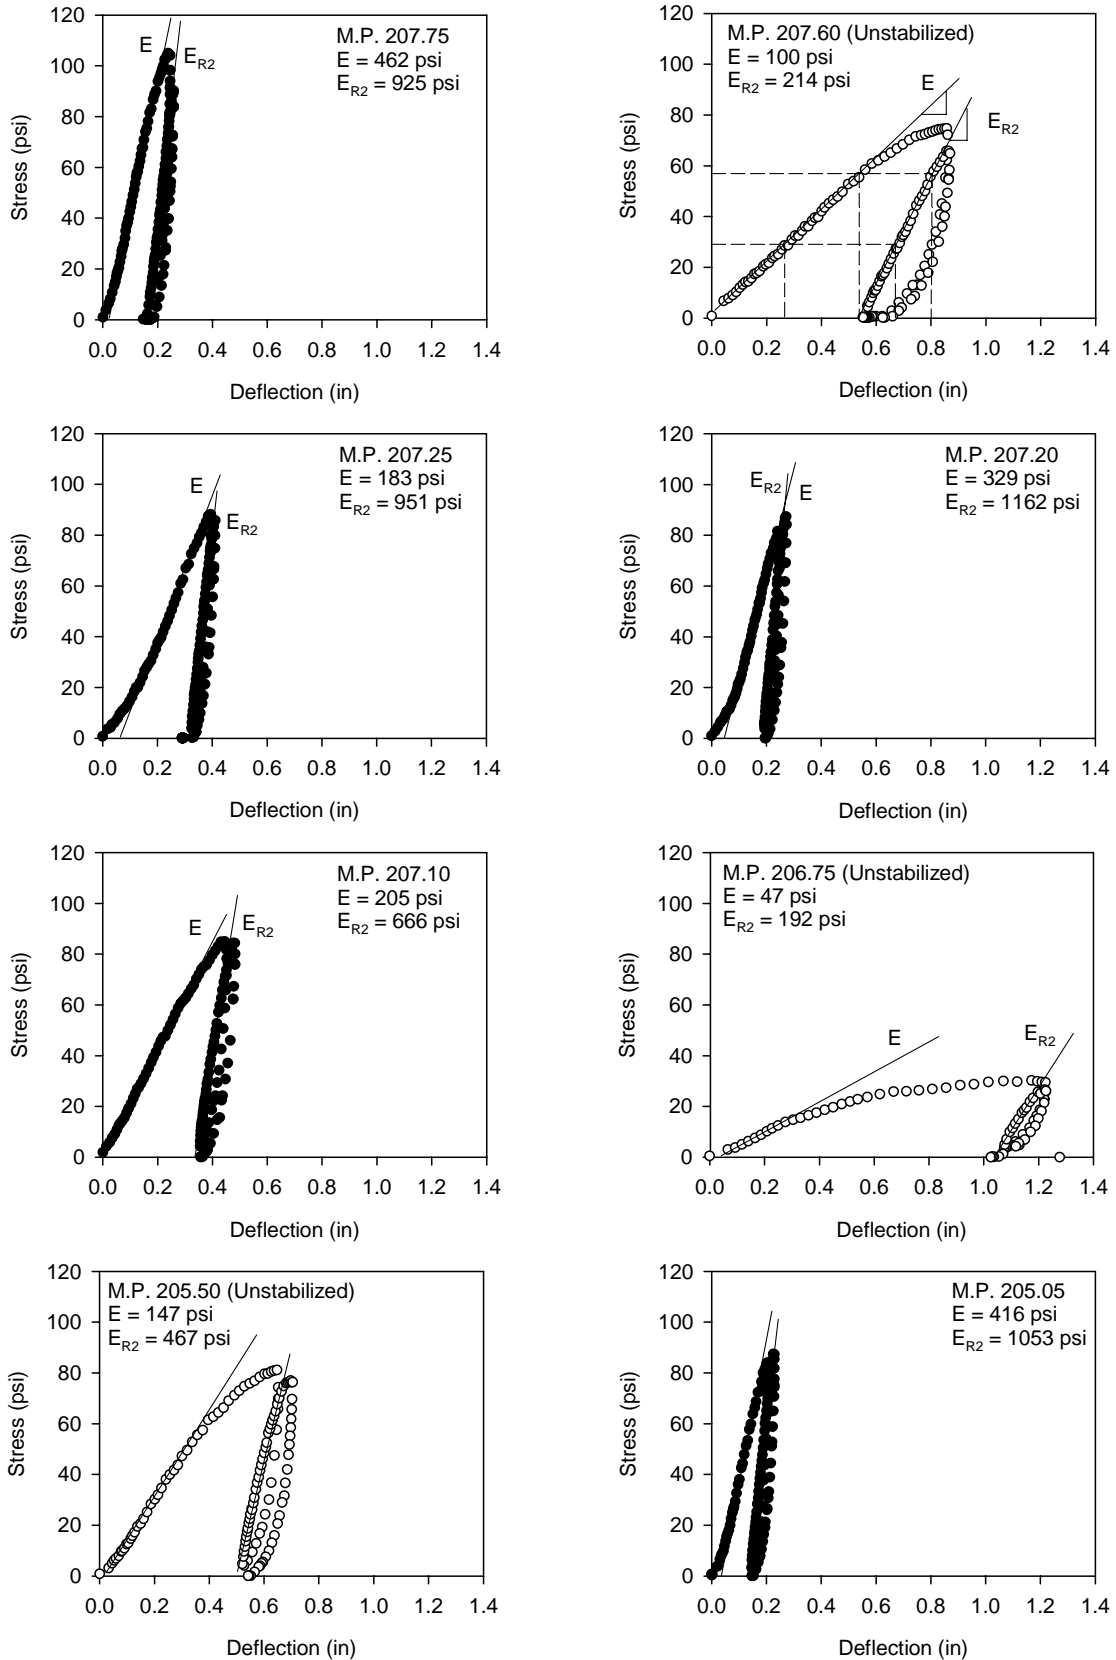 M.P. 207.75
E = 462 psi
E_R2 = 925 psi
E
E_R2
Stress (psi)
120
100
80
60
40
20
0
0.0 0.2 0.4 0.6 0.8 1.0 1.2 1.4
Deflection (in)
M.P. 207.60 (Unstabilized)
E = 100 psi
E_R2 = 214 psi
E
E_R2
Stress (psi)
120
100
80
60
40
20
0
0.0 0.2 0.4 0.6 0.8 1.0 1.2 1.4
Deflection (in)
M.P. 207.25
E = 183 psi
E_R2 = 951 psi
E
E_R2
Stress (psi)
120
100
80
60
40
20
0
0.0 0.2 0.4 0.6 0.8 1.0 1.2 1.4
Deflection (in)
M.P. 207.20
E = 329 psi
E_R2 = 1162 psi
E_R2
E
Stress (psi)
120
100
80
60
40
20
0
0.0 0.2 0.4 0.6 0.8 1.0 1.2 1.4
Deflection (in)
M.P. 207.10
E = 205 psi
E_R2 = 666 psi
E
E_R2
Stress (psi)
120
100
80
60
40
20
0
0.0 0.2 0.4 0.6 0.8 1.0 1.2 1.4
Deflection (in)
M.P. 206.75 (Unstabilized)
E = 47 psi
E_R2 = 192 psi
E
E_R2
Stress (psi)
120
100
80
60
40
20
0
0.0 0.2 0.4 0.6 0.8 1.0 1.2 1.4
Deflection (in)
M.P. 205.50 (Unstabilized)
E = 147 psi
E_R2 = 467 psi
Stress (psi)
120
100
80
60
40
20
0
0.0 0.2 0.4 0.6 0.8 1.0 1.2 1.4
Deflection (in)
M.P. 205.05
E = 416 psi
E_R2 = 1053 psi
Stress (psi)
120
100
80
60
40
20
0
0.0 0.2 0.4 0.6 0.8 1.0 1.2 1.4
Deflection (in)